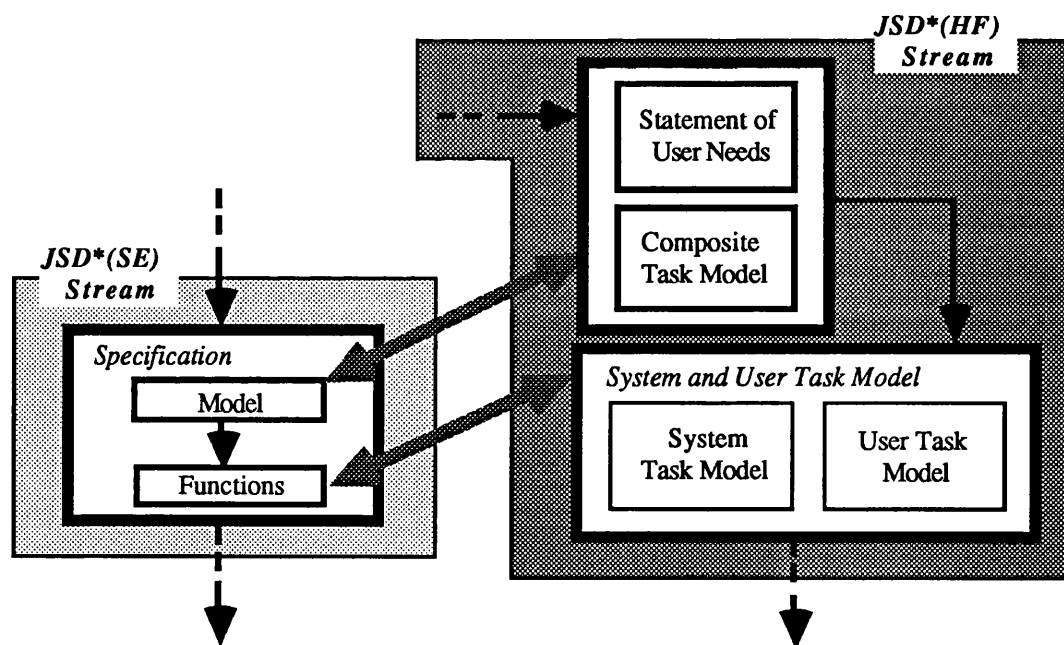 JSD*(HF)
Stream
Statement of
User Needs
Composite
Task Model
JSD*(SE)
Stream
Specification
Model
Functions
System and User Task Model
System
Task Model
User Task
Model